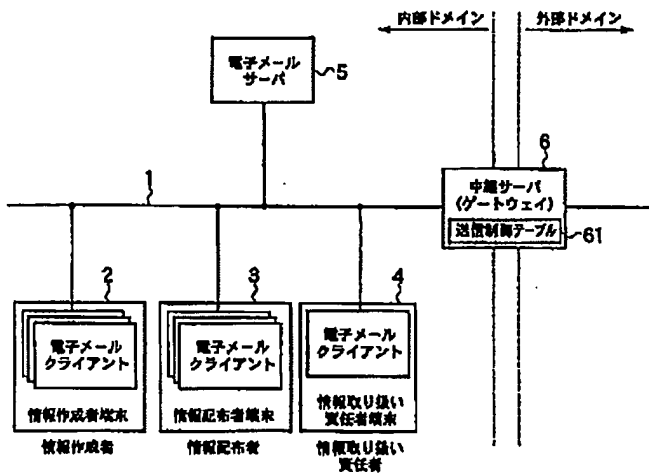 内部ドメイン
外部ドメイン
電子メール
サーバ
5
6
中継サーバ
(ゲートウェイ)
送信制御テーブル
61
1
2
電子メール
クライアント
情報作成者端末
情報作成者
3
電子メール
クライアント
情報配布者端末
情報配布者
4
電子メール
クライアント
情報取り扱い
責任者端末
情報取り扱い
責任者